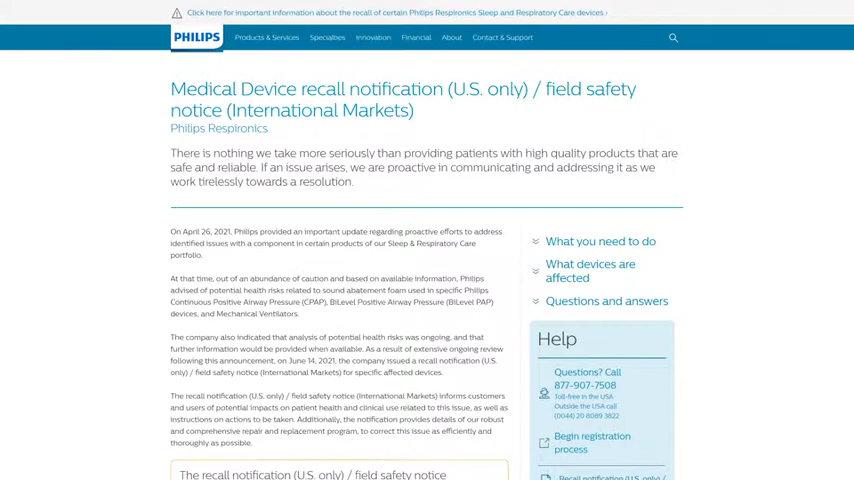 Click here for important information about the recall of certain Philips Respironics Sleep and Respiratory Care devices ›
PHILIPS
Products & Services Specialties Innovation Financial About Contact & Support
Medical Device recall notification (U.S. only) / field safety
notice (International Markets)
Philips Respironics
There is nothing we take more seriously than providing patients with high quality products that are
safe and reliable. If an issue arises, we are proactive in communicating and addressing it as we
work tirelessly towards a resolution.
On April 26, 2021, Philips provided an important update regarding proactive efforts to address
identified issues with a component in certain products of our Sleep & Respiratory Care
portfolio.
At that time, out of an abundance of caution and based on available information, Philips
advised of potential health risks related to sound abatement foam used in specific Philips
Continuous Positive Airway Pressure (CPAP), BiLevel Positive Airway Pressure (BiLevel PAP)
devices, and Mechanical Ventilators.
The company also indicated that analysis of potential health risks was ongoing, and that
further information would be provided when available. As a result of extensive ongoing review
following this announcement, on June 14, 2021, the company issued a recall notification (U.S.
only) / field safety notice (International Markets) for specific affected devices.
The recall notification (U.S. only) / field safety notice (International Markets) informs customers
and users of potential impacts on patient health and clinical use related to this issue, as well as
instructions on actions to be taken. Additionally, the notification provides details of our robust
and comprehensive repair and replacement program, to correct this issue as efficiently and
thoroughly as possible.
The recall notification (U.S. only) / field safety notice
What you need to do
What devices are
affected
Questions and answers
Help
Questions? Call
877-907-7508
Toll-free in the USA
Outside the USA call
(0044) 20 8089 3822
Begin registration
process
Recall notification (U.S. only) /